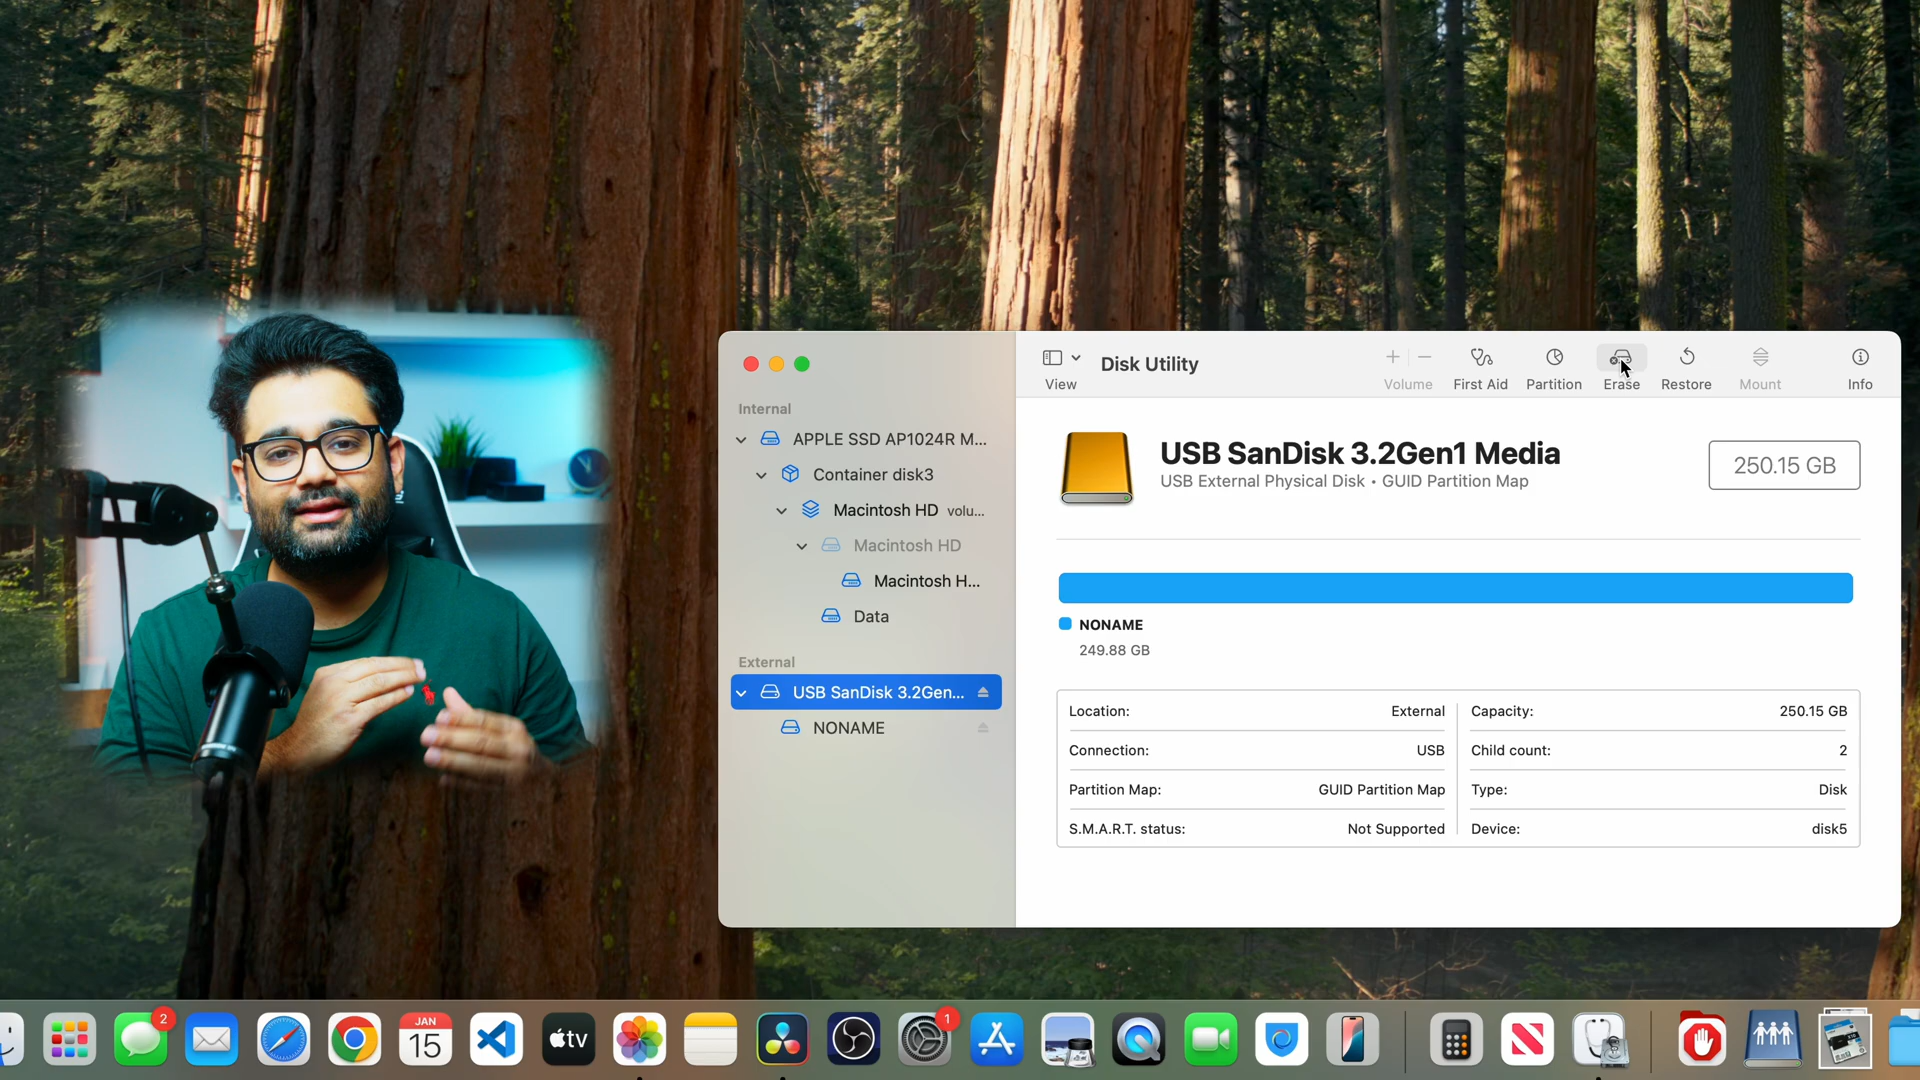 View
Disk Utility
Volume
First Aid
Partition
Erase
Restore
Mount
Info
Internal
APPLE SSD AP1024R M...
Container disk3
Macintosh HD volu...
Macintosh HD
Macintosh H...
Data
External
USB SanDisk 3.2Gen...
NONAME
USB SanDisk 3.2Gen1 Media
USB External Physical Disk • GUID Partition Map
250.15 GB
NONAME
249.88 GB
Location: External
Connection: USB
Partition Map: GUID Partition Map
S.M.A.R.T. status: Not Supported
Capacity: 250.15 GB
Child count: 2
Type: Disk
Device: disk5
2
JAN
15
tv
1